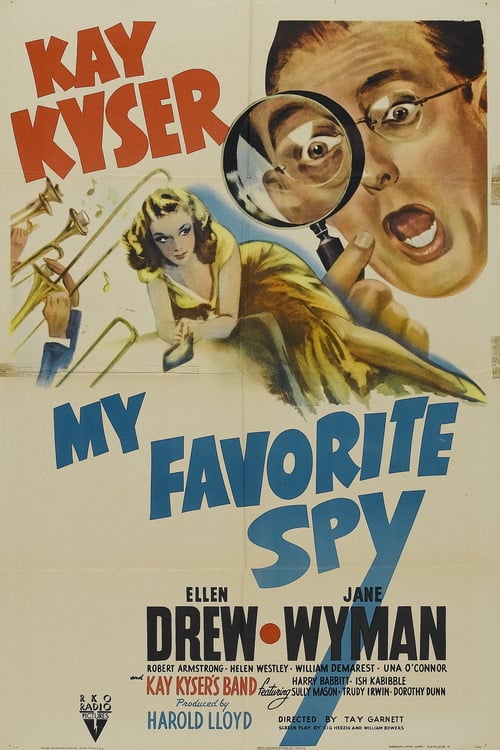 KAY
KYSER
MY
FAVORITE
SPY
ELLEN
DREW • JANE
WYMAN
ROBERT ARMSTRONG • HELEN WESTLEY • WILLIAM DEMAREST • UNA O'CONNOR
and KAY KYSER'S BAND featuring HARRY BABBITT • ISH KABIBBLE
SULLY MASON • TRUDY IRWIN • DOROTHY DUNN
Produced by
HAROLD LLOYD
DIRECTED BY TAY GARNETT
SCREEN PLAY BY SIG HERZIG AND WILLIAM BOWERS
RKO
RADIO
PICTURES